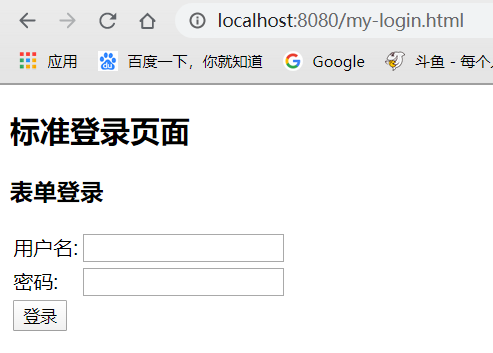 localhost:8080/my-login.html
应用 百度一下，你就知道 Google 斗鱼 - 每个
标准登录页面
表单登录
用户名:
密码:
登录